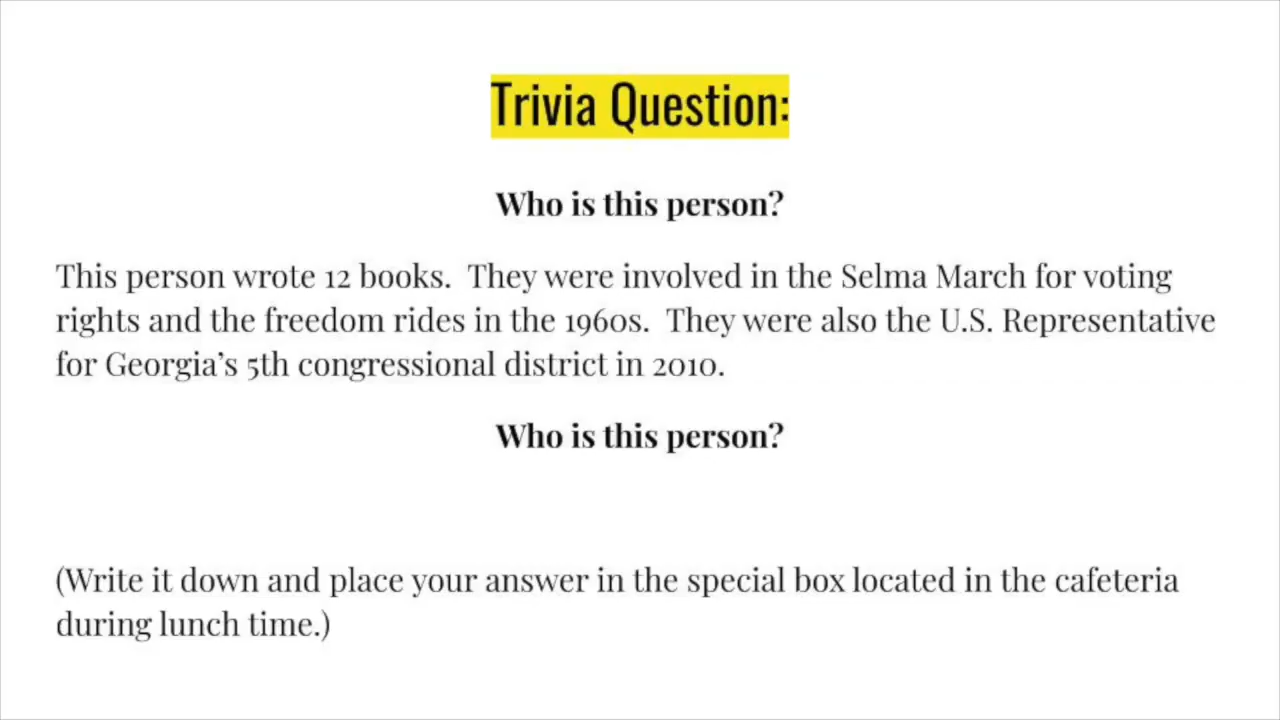 Trivia Question:
Who is this person?
This person wrote 12 books.  They were involved in the Selma March for voting
rights and the freedom rides in the 1960s.  They were also the U.S. Representative
for Georgia’s 5th congressional district in 2010.
Who is this person?
(Write it down and place your answer in the special box located in the cafeteria
during lunch time.)